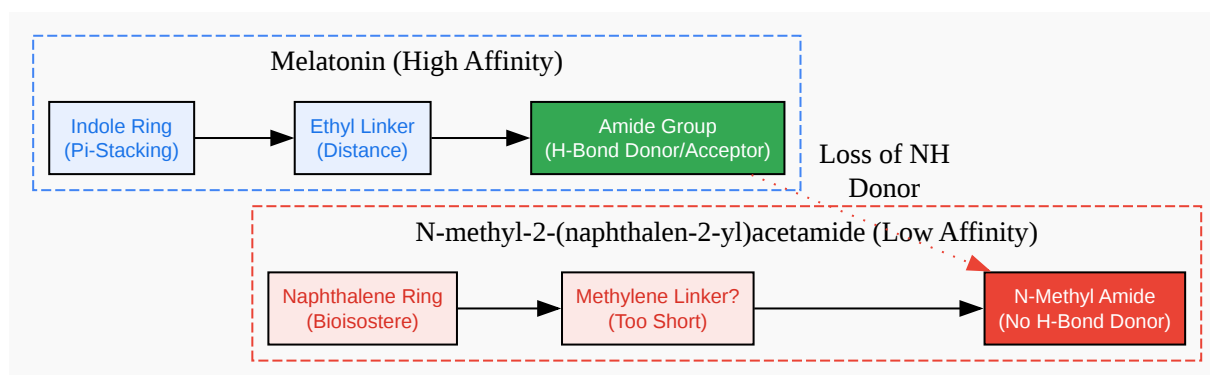 Melatonin (High Affinity)
Indole Ring
(Pi-Stacking)
Ethyl Linker
(Distance)
Amide Group
(H-Bond Donor/Acceptor)
Loss of NH
Donor
N-methyl-2-(naphthalen-2-yl)acetamide (Low Affinity)
Naphthalene Ring
(Bioisostere)
Methylene Linker?
(Too Short)
N-Methyl Amide
(No H-Bond Donor)